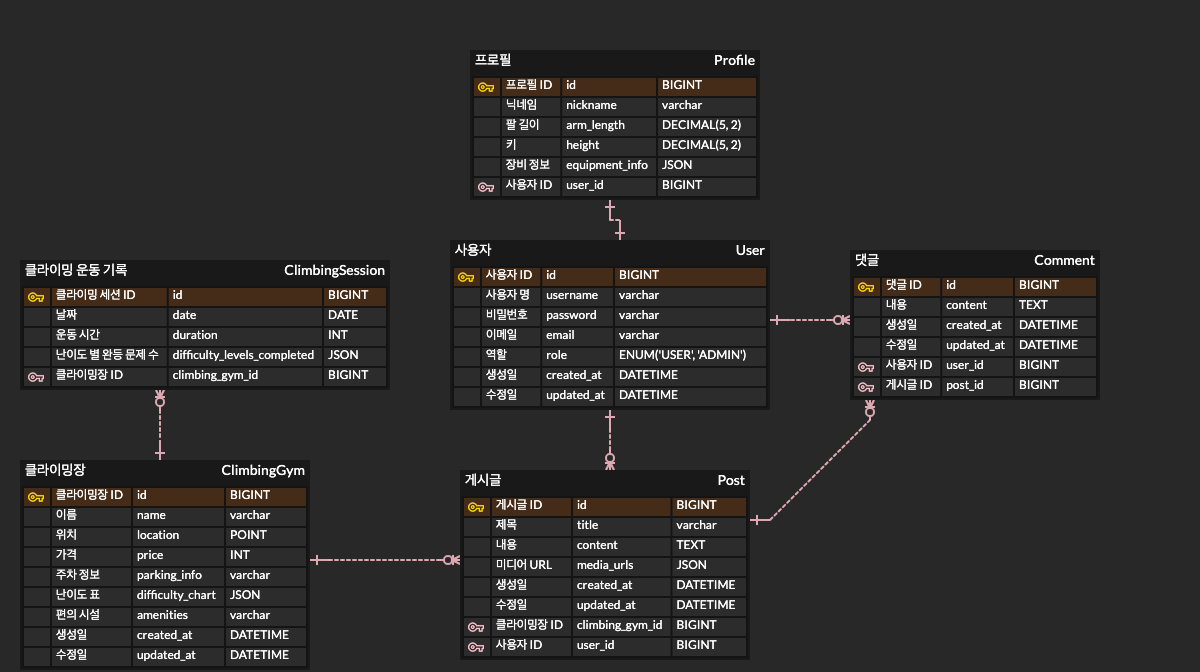 프로필 Profile
프로필 ID id BIGINT
닉네임 nickname varchar
팔 길이 arm_length DECIMAL(5, 2)
키 height DECIMAL(5, 2)
장비 정보 equipment_info JSON
사용자 ID user_id BIGINT
사용자 User
사용자 ID id BIGINT
사용자 명 username varchar
비밀번호 password varchar
이메일 email varchar
역할 role ENUM('USER', 'ADMIN')
생성일 created_at DATETIME
수정일 updated_at DATETIME
댓글 Comment
댓글 ID id BIGINT
내용 content TEXT
생성일 created_at DATETIME
수정일 updated_at DATETIME
사용자 ID user_id BIGINT
게시글 ID post_id BIGINT
클라이밍 운동 기록 ClimbingSession
클라이밍 세션 ID id BIGINT
날짜 date DATE
운동 시간 duration INT
난이도 별 완등 문제 수 difficulty_levels_completed JSON
클라이밍장 ID climbing_gym_id BIGINT
클라이밍장 ClimbingGym
클라이밍장 ID id BIGINT
이름 name varchar
위치 location POINT
가격 price INT
주차 정보 parking_info varchar
난이도 표 difficulty_chart JSON
편의 시설 amenities varchar
생성일 created_at DATETIME
수정일 updated_at DATETIME
게시글 Post
게시글 ID id BIGINT
제목 title varchar
내용 content TEXT
미디어 URL media_urls JSON
생성일 created_at DATETIME
수정일 updated_at DATETIME
클라이밍장 ID climbing_gym_id BIGINT
사용자 ID user_id BIGINT